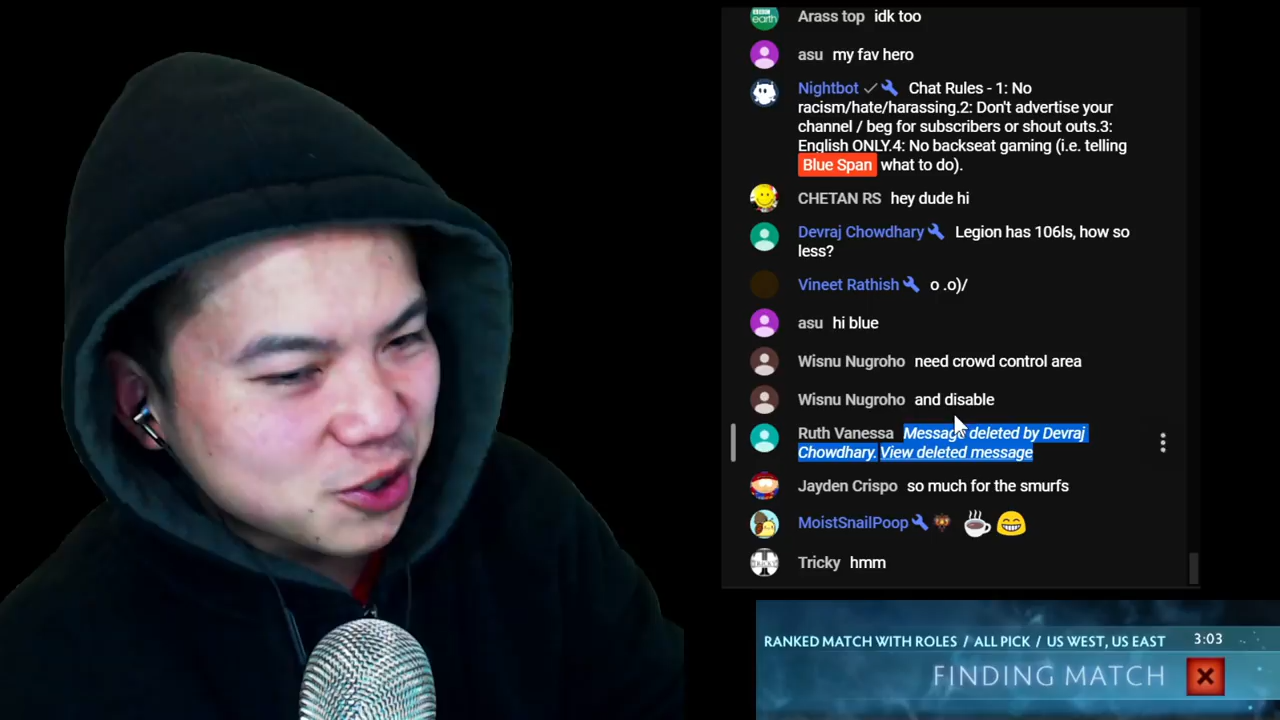 Arass top idk too
asu my fav hero
Nightbot Chat Rules - 1: No
racism/hate/harassing.2: Don't advertise your
channel / beg for subscribers or shout outs.3:
English ONLY.4: No backseat gaming (i.e. telling
Blue Span what to do).
CHETAN RS hey dude hi
Devraj Chowdhary Legion has 106ls, how so
less?
Vineet Rathish o .o)/
asu hi blue
Wisnu Nugroho need crowd control area
Wisnu Nugroho and disable
Ruth Vanessa Message deleted by Devraj
Chowdhary. View deleted message
Jayden Crispo so much for the smurfs
MoistSnailPoop
Tricky hmm
RANKED MATCH WITH ROLES / ALL PICK / US WEST, US EAST 3:03
FINDING MATCH